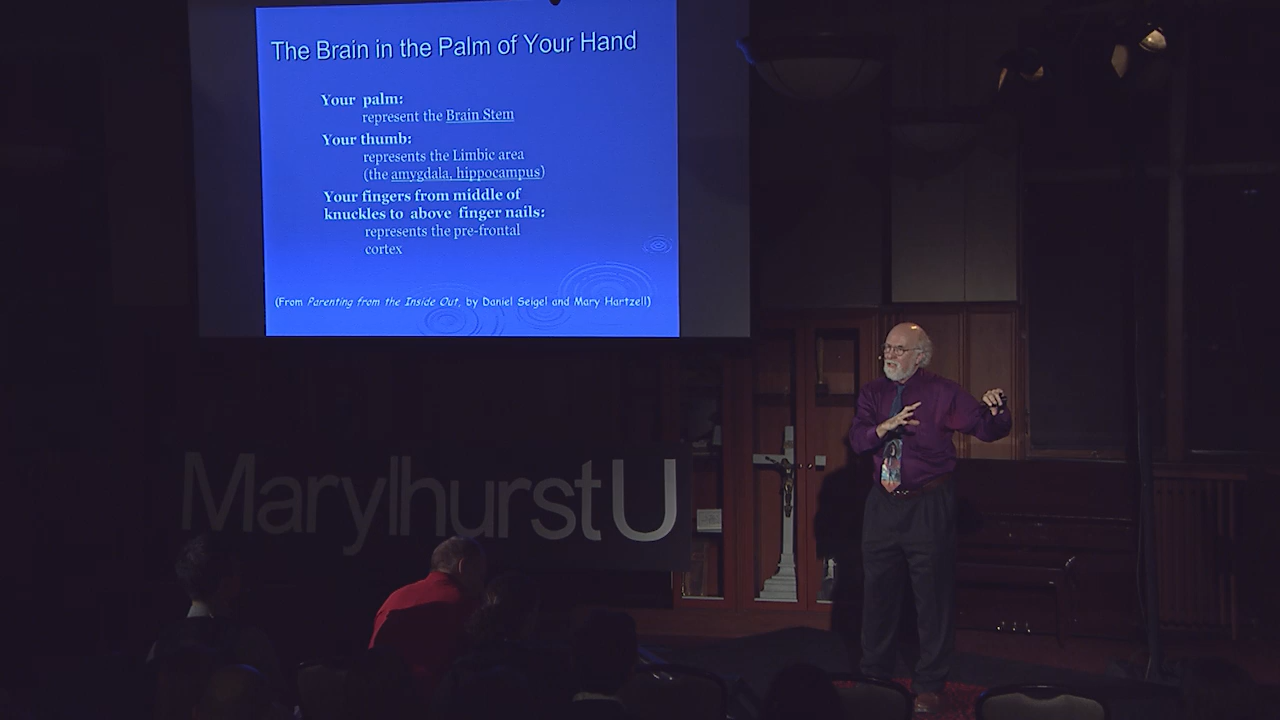 The Brain in the Palm of Your Hand
Your palm:
represent the Brain Stem
Your thumb:
represents the Limbic area
(the amygdala, hippocampus)
Your fingers from middle of
knuckles to above finger nails:
represents the pre-frontal
cortex
(From Parenting from the Inside Out, by Daniel Seigel and Mary Hartzell)
MarylhurstU